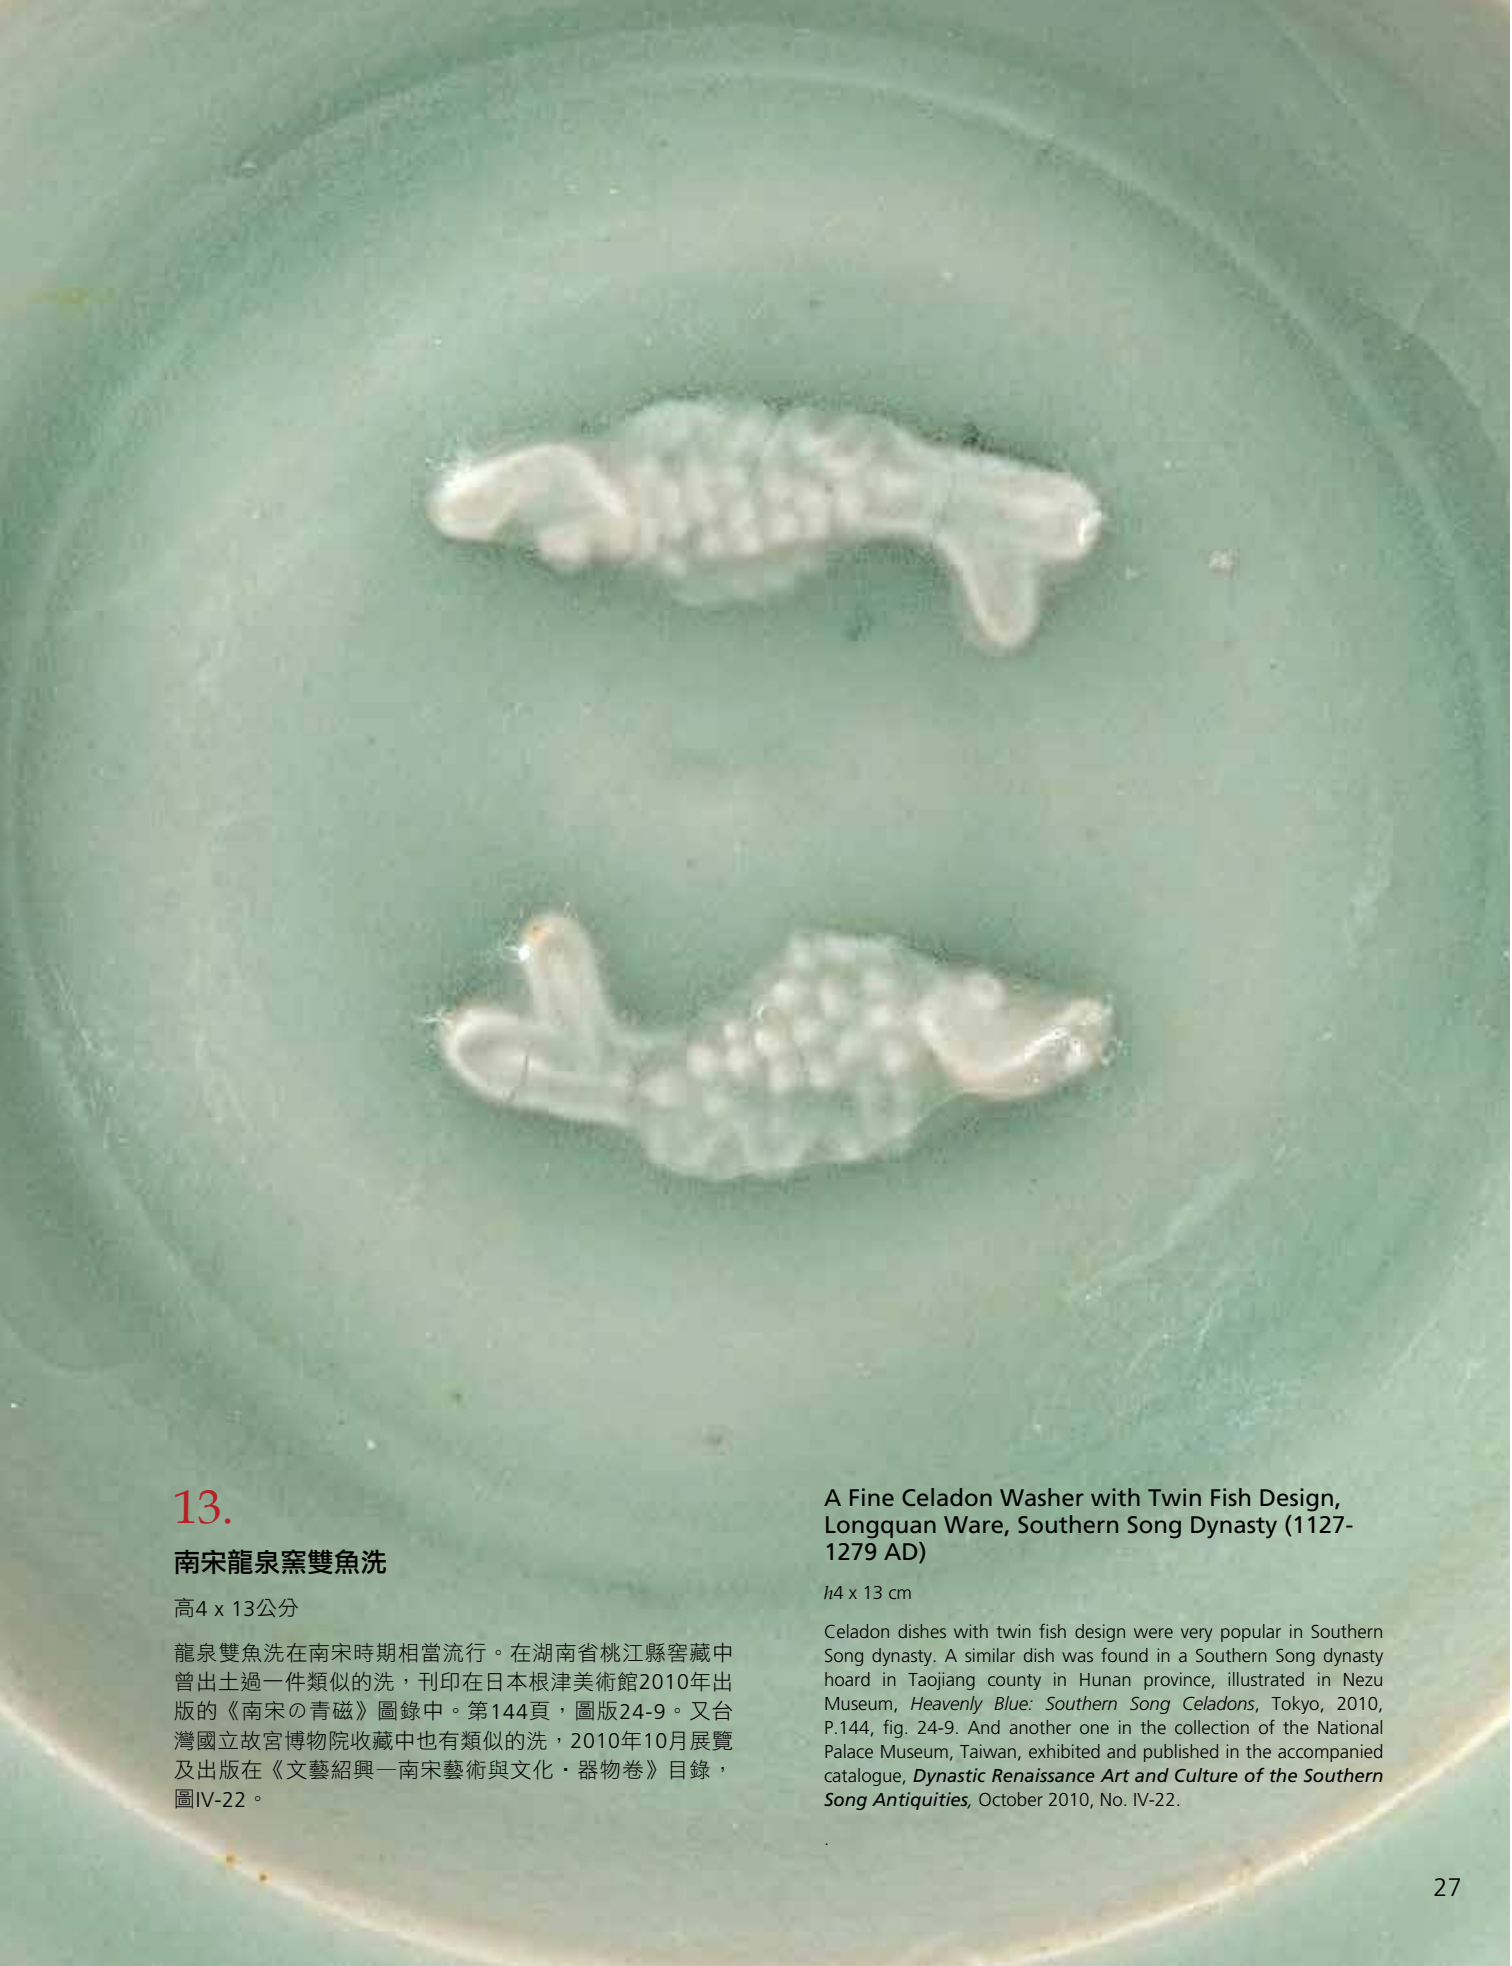 13.
南宋龍泉窯雙魚洗
高4 x 13公分
龍泉雙魚洗在南宋時期相當流行。在湖南省桃江縣窖藏中
曾出土過一件類似的洗，刊印在日本根津美術館2010年出
版的《南宋の青磁》圖錄中。第144頁，圖版24-9。又台
灣國立故宮博物院收藏中也有類似的洗，2010年10月展覽
及出版在《文藝紹興─南宋藝術與文化‧器物卷》目錄，
圖IV-22。
A Fine Celadon Washer with Twin Fish Design,
Longquan Ware, Southern Song Dynasty (1127-
1279 AD)
h4 x 13 cm
Celadon dishes with twin fish design were very popular in Southern
Song dynasty. A similar dish was found in a Southern Song dynasty
hoard in Taojiang county in Hunan province, illustrated in Nezu
Museum, Heavenly Blue: Southern Song Celadons, Tokyo, 2010,
P.144, fig. 24-9. And another one in the collection of the National
Palace Museum, Taiwan, exhibited and published in the accompanied
catalogue, Dynastic Renaissance Art and Culture of the Southern
Song Antiquities, October 2010, No. IV-22.
.
27